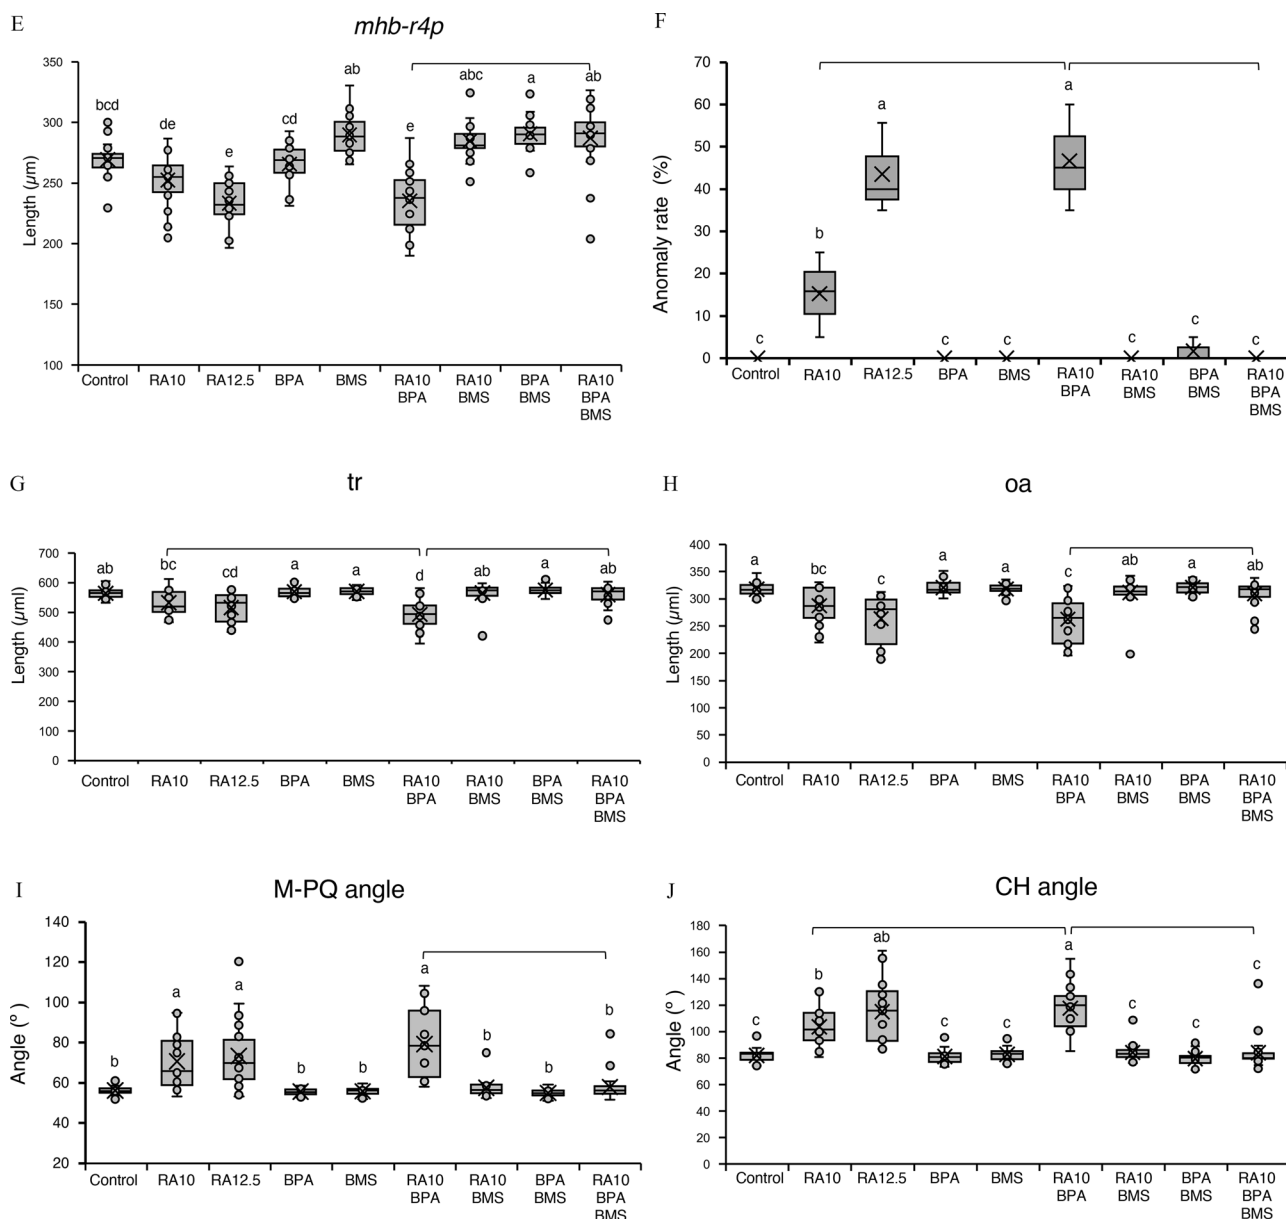 E
mhb-r4p
350
300
250
200
150
100
Length (µm)
bcd
de
e
cd
ab
e
abc
a
ab
Control RA10 RA12.5 BPA BMS RA10 RA10 BPA RA10
BPA BMS BMS BPA
BMS
F
70
60
50
40
30
20
10
0
Anomaly rate (%)
c
b
a
c
c
a
c
c
c
Control RA10 RA12.5 BPA BMS RA10 RA10 BPA RA10
BPA BMS BMS BPA
BMS
G
tr
700
600
500
400
300
200
100
0
Length (µml)
ab
bc
cd
a
a
d
ab
a
ab
Control RA10 RA12.5 BPA BMS RA10 RA10 BPA RA10
BPA BMS BMS BPA
BMS
H
oa
400
350
300
250
200
150
100
50
0
Length (µml)
a
bc
c
a
a
c
ab
a
ab
Control RA10 RA12.5 BPA BMS RA10 RA10 BPA RA10
BPA BMS BMS BPA
BMS
I
M-PQ angle
140
120
100
80
60
40
20
Angle (º)
b
a
a
b
b
a
b
b
b
Control RA10 RA12.5 BPA BMS RA10 RA10 BPA RA10
BPA BMS BMS BPA
BMS
J
CH angle
180
160
140
120
100
80
60
40
20
0
Angle (º)
c
b
ab
c
c
a
c
c
c
Control RA10 RA12.5 BPA BMS RA10 RA10 BPA RA10
BPA BMS BMS BPA
BMS